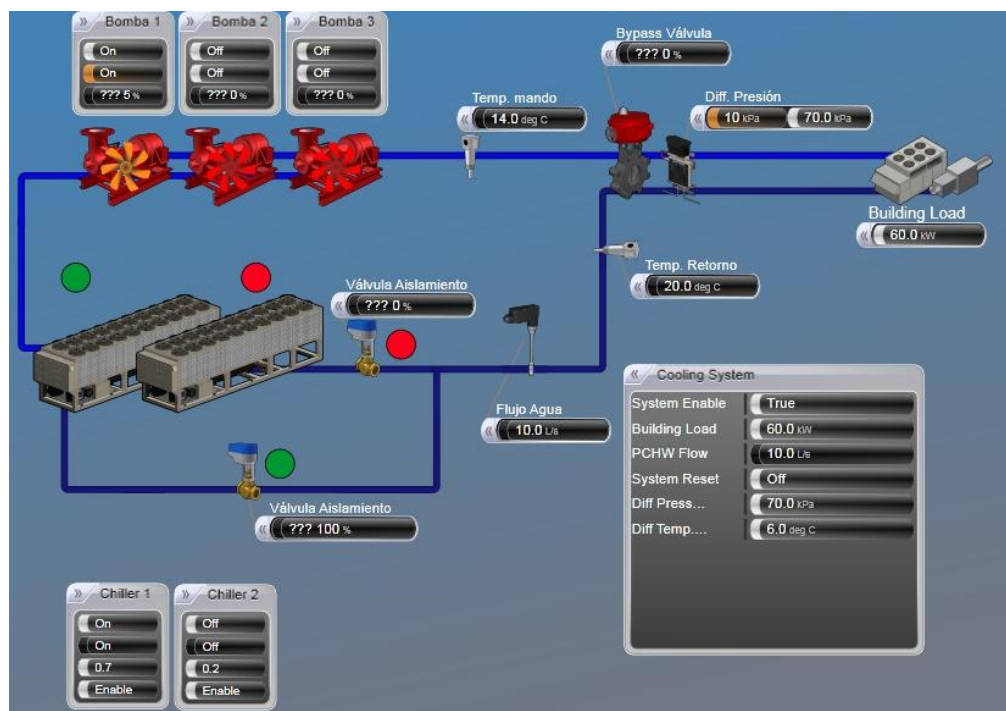 Bomba 1
On
On
??? 5 %
Bomba 2
Off
Off
??? 0 %
Bomba 3
Off
Off
??? 0 %
Bypass Válvula
??? 0 %
Temp. mando
14.0 deg C
Diff. Presión
10 kPa 70.0 kPa
Building Load
60.0 kW
Temp. Retorno
20.0 deg C
Válvula Aislamiento
??? 0 %
Flujo Agua
10.0 L/s
Válvula Aislamiento
??? 100 %
Cooling System
System Enable True
Building Load 60.0 kW
PCHW Flow 10.0 L/s
System Reset Off
Diff Press... 70.0 kPa
Diff Temp.... 6.0 deg C
Chiller 1
On
On
0.7
Enable
Chiller 2
Off
Off
0.2
Enable